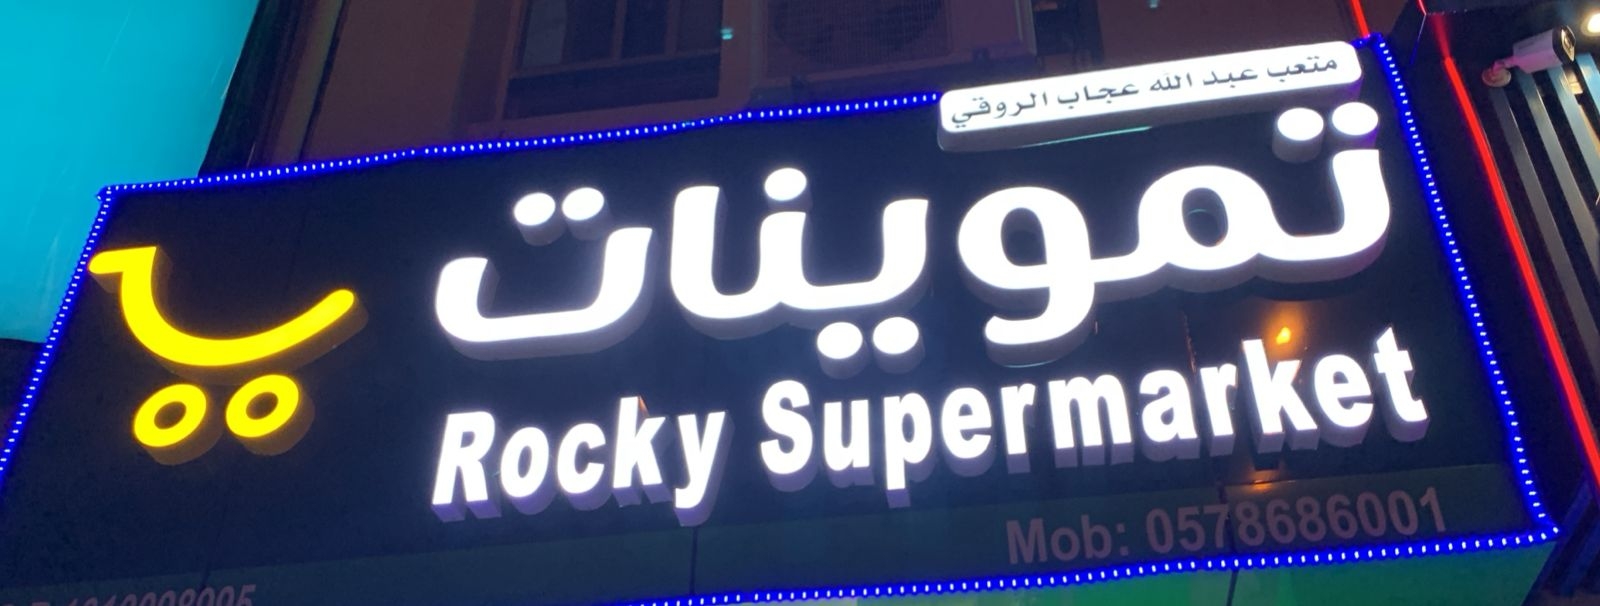 متعب عبد الله عجاب الروقي
تموينات
Rocky Supermarket
Mob: 0578686001